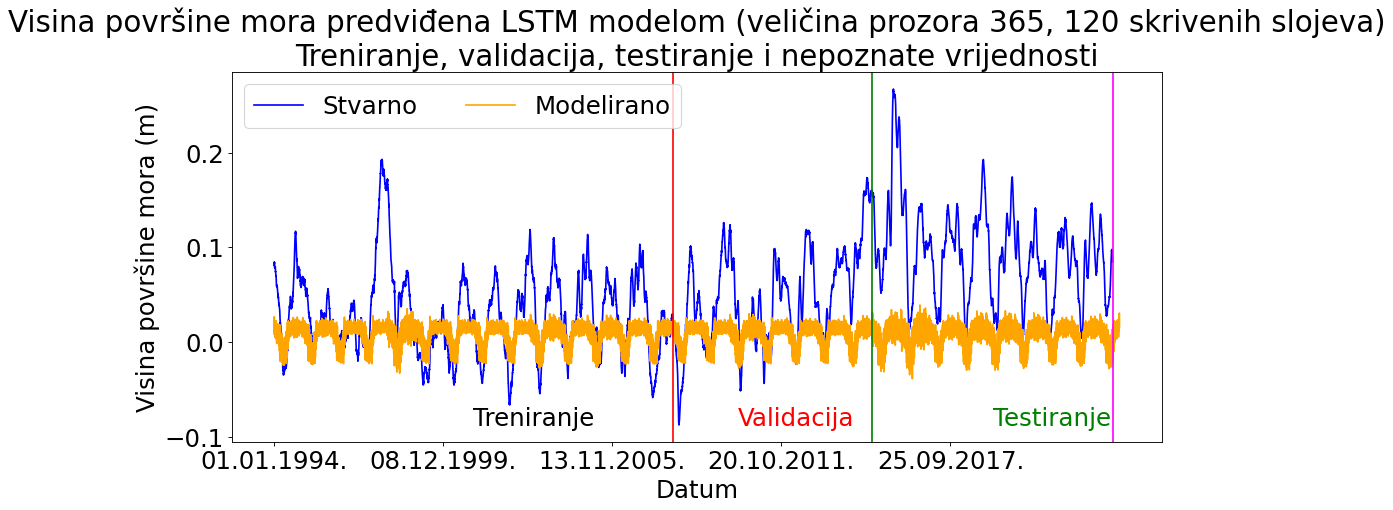 Visina površine mora predviđena LSTM modelom (veličina prozora 365, 120 skrivenih slojeva)
Treniranje, validacija, testiranje i nepoznate vrijednosti
Stvarno
Modelirano
Visina površine mora (m)
0.2
0.1
0.0
−0.1
Treniranje
Validacija
Testiranje
01.01.1994.
08.12.1999.
13.11.2005.
20.10.2011.
25.09.2017.
Datum